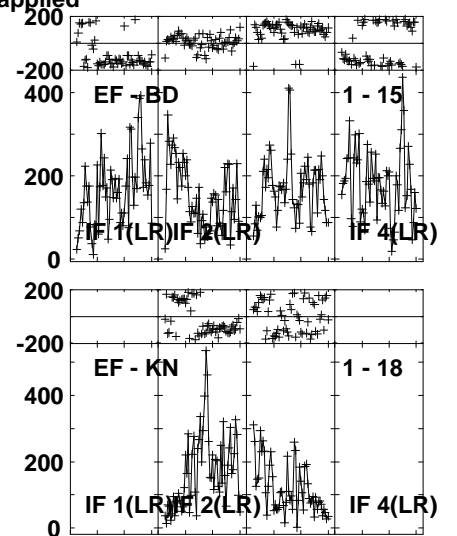 applied
200
-200
400
EF - BD 1 - 15
200
IF 1(LR) IF 2(LR) IF 4(LR)
0
200
-200
EF - KN 1 - 18
400
200
IF 1(LR) IF 2(LR) IF 4(LR)
0